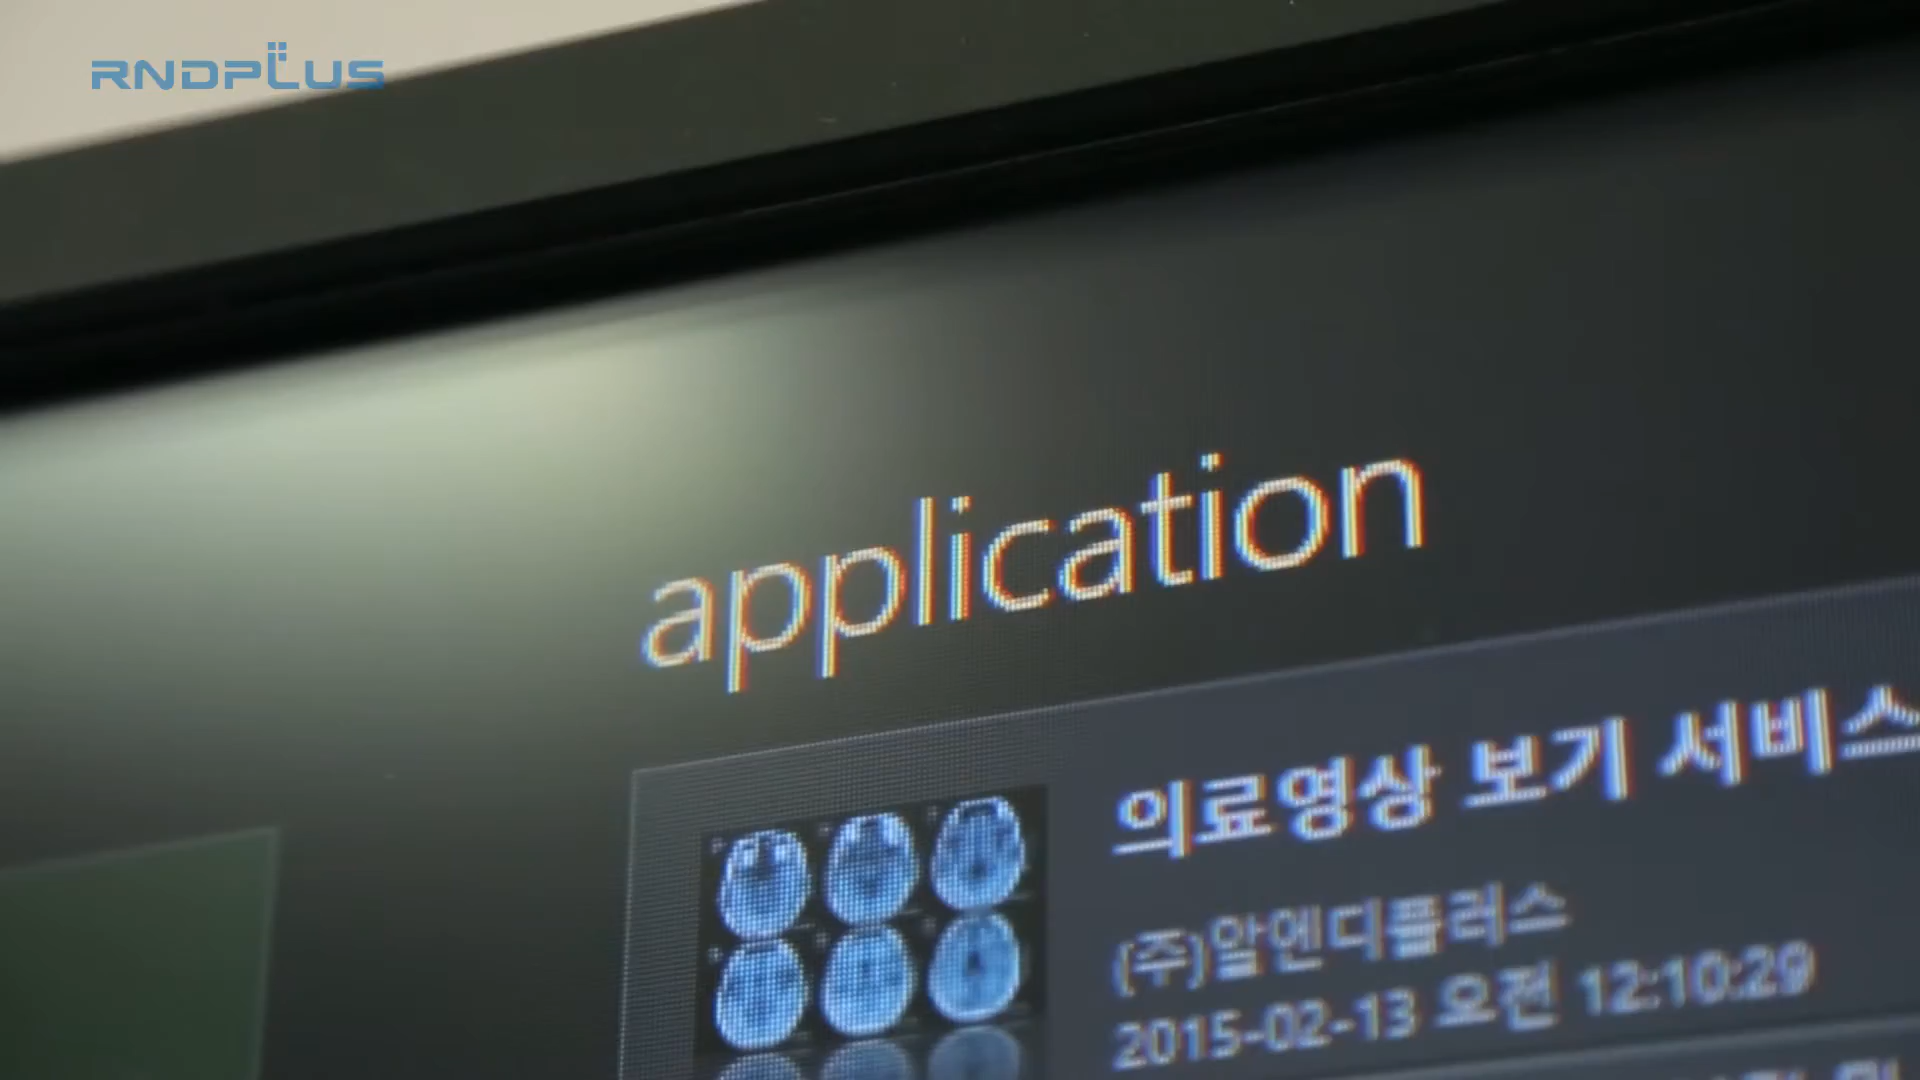 RNDPLUS
application
의료영상 보기 서비스
(주)알엔디플러스
2015-02-13 오전 12:10:29